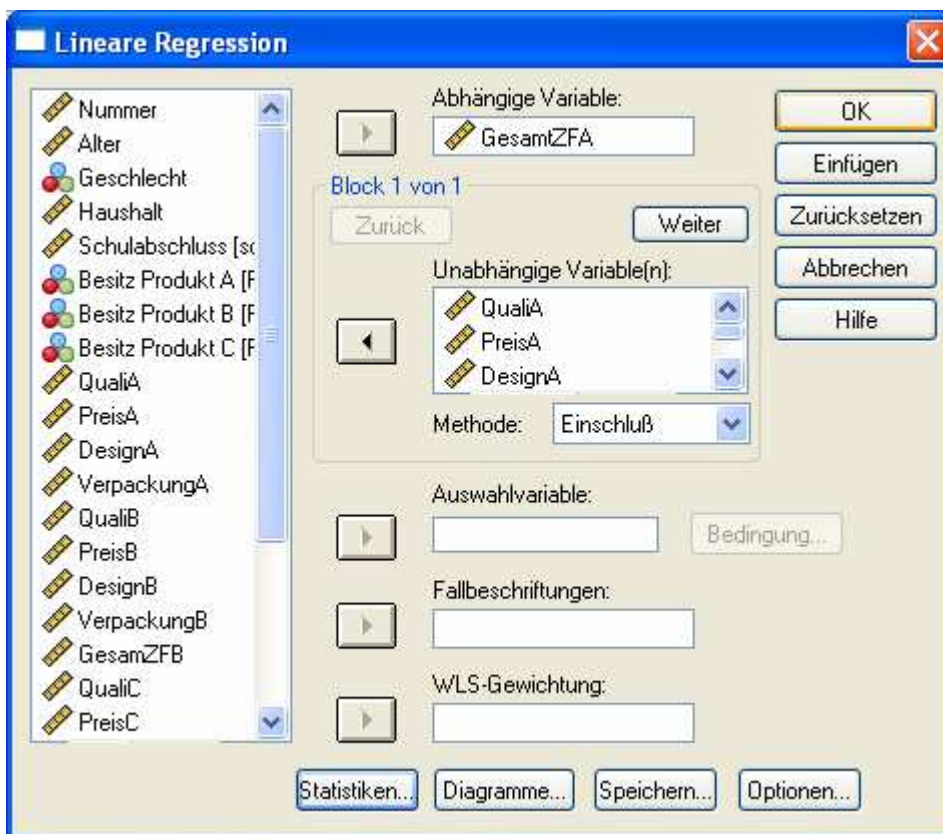 Lineare Regression
Nummer
Alter
Geschlecht
Haushalt
Schulabschluss [sc
Besitz Produkt A [F
Besitz Produkt B [F
Besitz Produkt C [F
QualiA
PreisA
DesignA
VerpackungA
QualiB
PreisB
DesignB
VerpackungB
GesamZFB
QualiC
PreisC
Abhängige Variable:
GesamtZFA
Block 1 von 1
Zurück
Weiter
Unabhängige Variable(n):
QualiA
PreisA
DesignA
Methode:
Einschluß
Auswahlvariable:
Bedingung...
Fallbeschriftungen:
WLS-Gewichtung:
OK
Einfügen
Zurücksetzen
Abbrechen
Hilfe
Statistiken...
Diagramme...
Speichern...
Optionen...